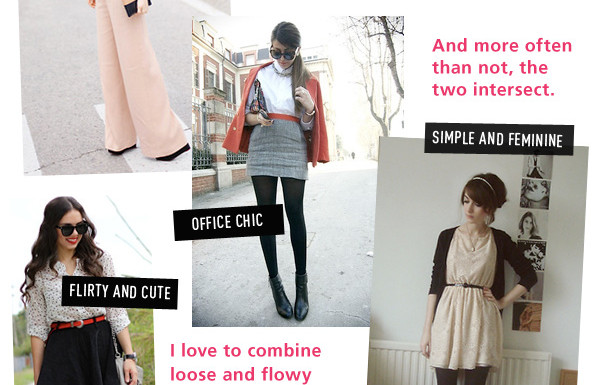 And more often
than not, the
two intersect.
SIMPLE AND FEMININE
OFFICE CHIC
FLIRTY AND CUTE
I love to combine
loose and flowy